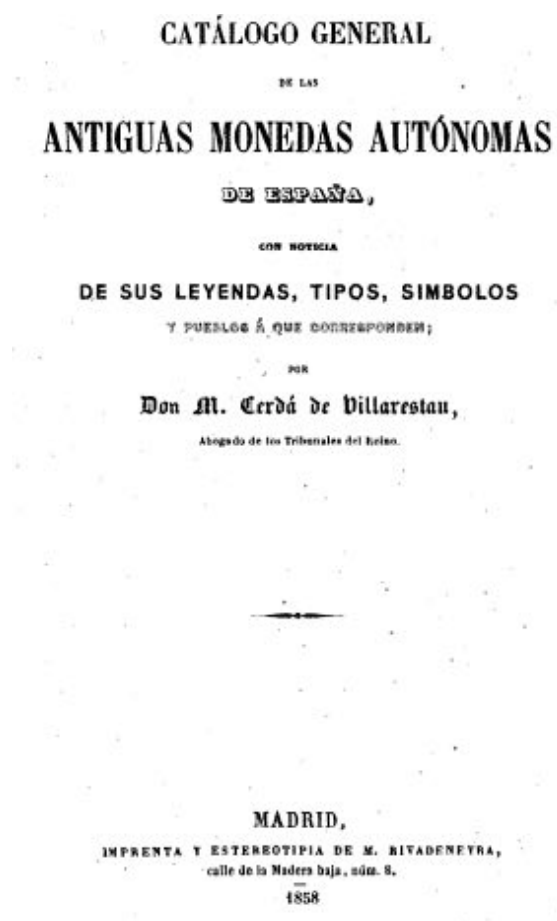 CATÁLOGO GENERAL
DE LAS
ANTIGUAS MONEDAS AUTÓNOMAS
DE ESPAÑA,
CON NOTICIA
DE SUS LEYENDAS, TIPOS, SIMBOLOS
Y PUEBLOS Á QUE CORRESPONDEN;
POR
Don M. Cerdá de Villarestau,
Abogado de los Tribunales del Reino.
MADRID,
IMPRENTA Y ESTEREOTIPIA DE M. RIVADENEYRA,
calle de la Madera baja, núm. 8.
1858